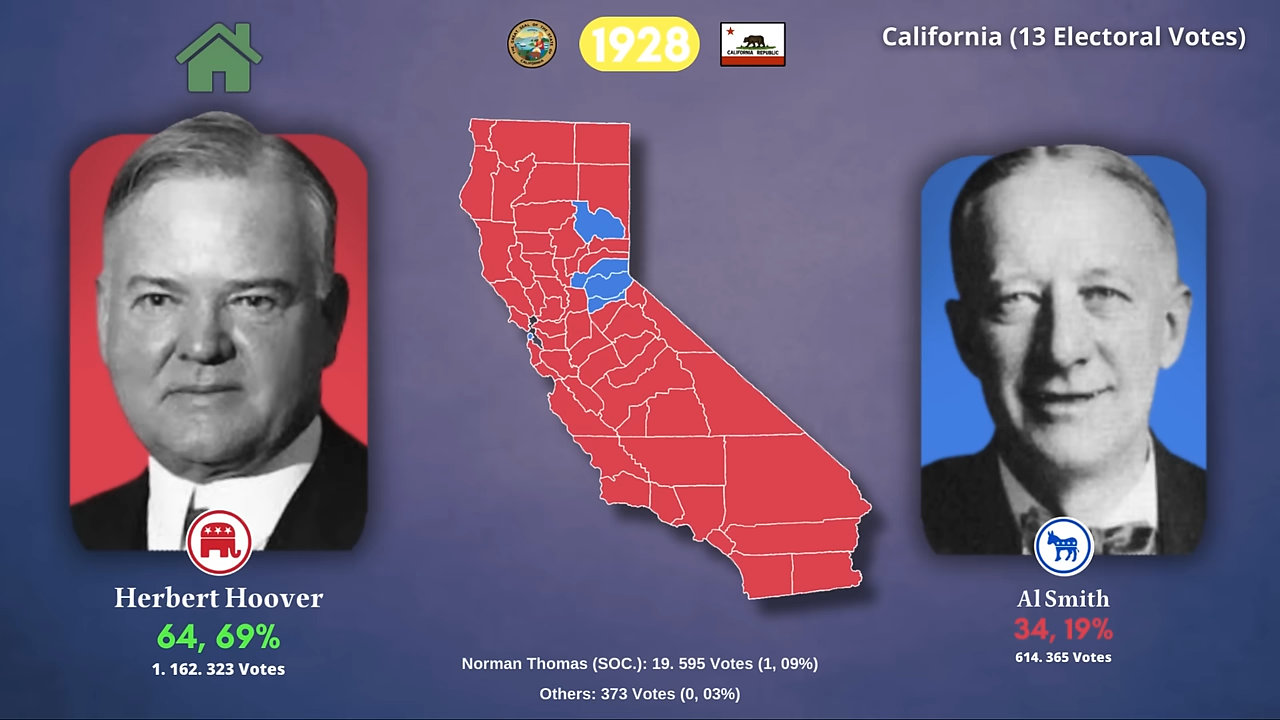 1928
CALIFORNIA REPUBLIC
California (13 Electoral Votes)
Herbert Hoover
64, 69%
1. 162. 323 Votes
Al Smith
34, 19%
614. 365 Votes
Norman Thomas (SOC.): 19. 595 Votes (1, 09%)
Others: 373 Votes (0, 03%)